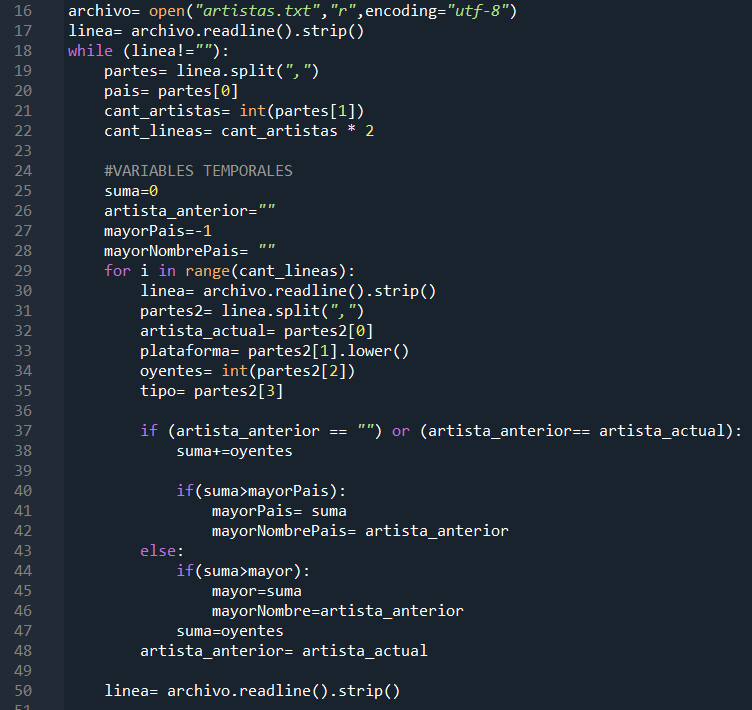 16 archivo= open("artistas.txt","r",encoding="utf-8")
17 linea= archivo.readline().strip()
18 while (linea!=""):
19     partes= linea.split(",")
20     pais= partes[0]
21     cant_artistas= int(partes[1])
22     cant_lineas= cant_artistas * 2
23
24     #VARIABLES TEMPORALES
25     suma=0
26     artista_anterior=""
27     mayorPais=-1
28     mayorNombrePais= ""
29     for i in range(cant_lineas):
30         linea= archivo.readline().strip()
31         partes2= linea.split(",")
32         artista_actual= partes2[0]
33         plataforma= partes2[1].lower()
34         oyentes= int(partes2[2])
35         tipo= partes2[3]
36
37         if (artista_anterior == "") or (artista_anterior== artista_actual):
38             suma+=oyentes
39
40             if(suma>mayorPais):
41                 mayorPais= suma
42                 mayorNombrePais= artista_anterior
43         else:
44             if(suma>mayor):
45                 mayor=suma
46                 mayorNombre=artista_anterior
47             suma=oyentes
48         artista_anterior= artista_actual
49
50     linea= archivo.readline().strip()
51